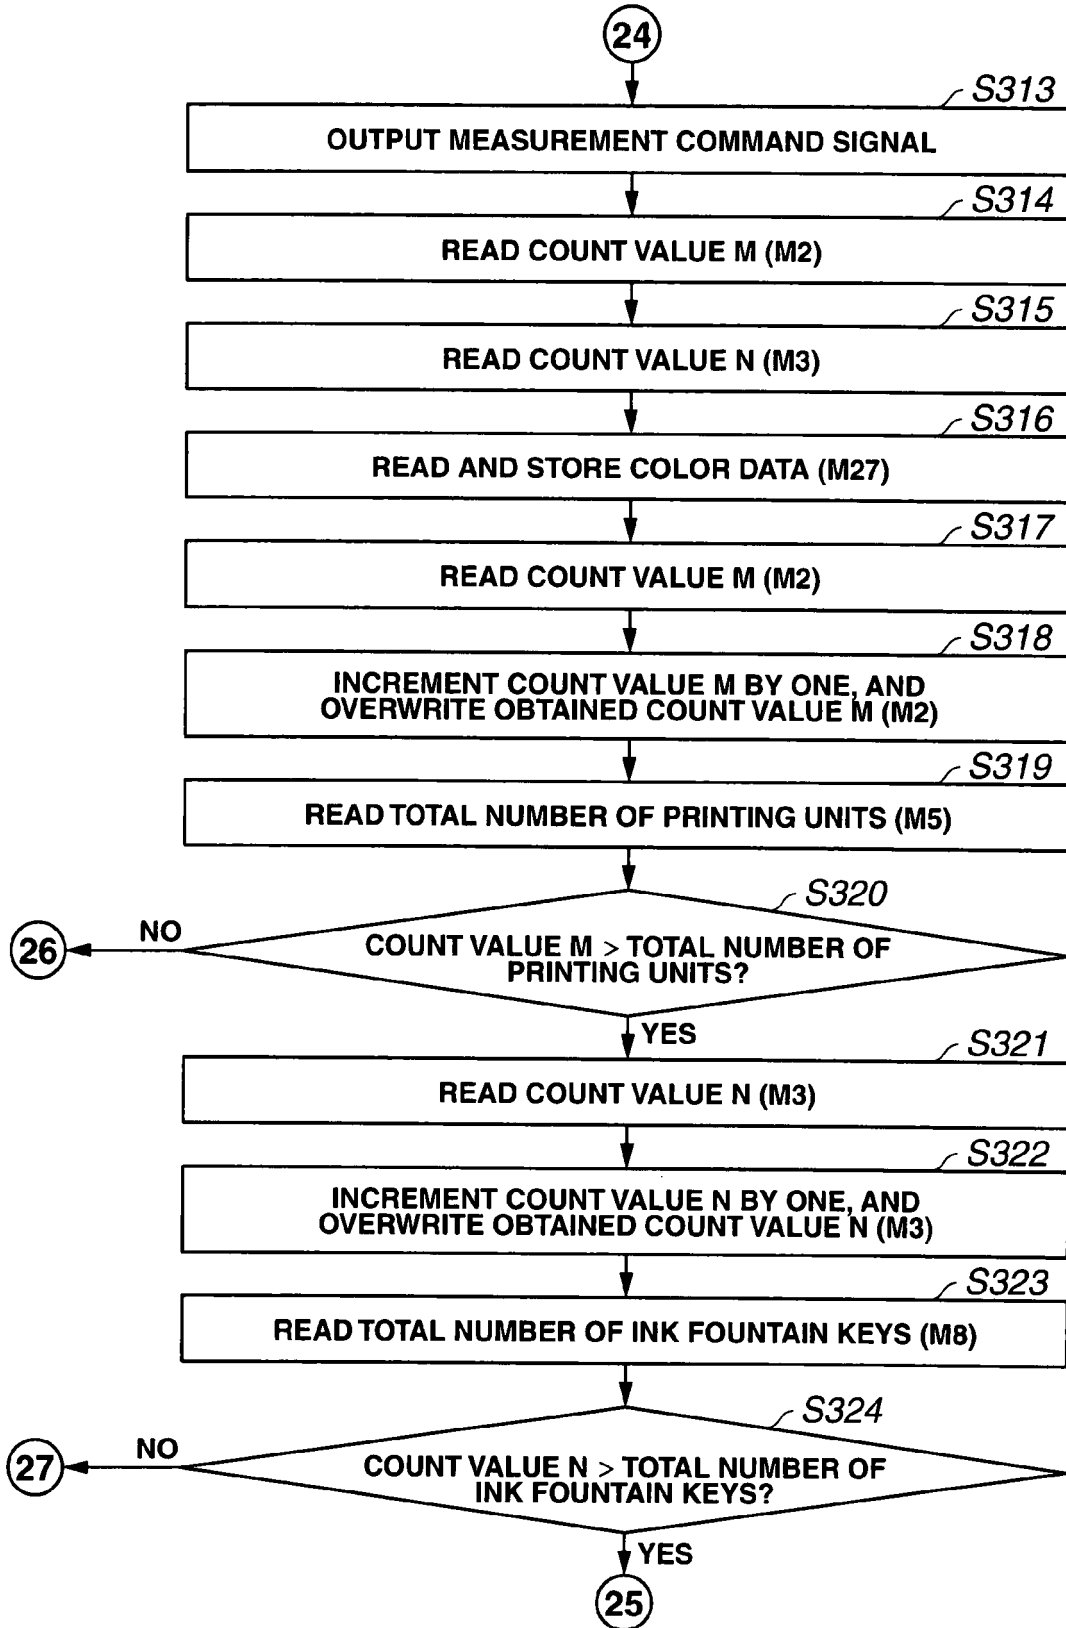 24
S313
OUTPUT MEASUREMENT COMMAND SIGNAL
S314
READ COUNT VALUE M (M2)
S315
READ COUNT VALUE N (M3)
S316
READ AND STORE COLOR DATA (M27)
S317
READ COUNT VALUE M (M2)
S318
INCREMENT COUNT VALUE M BY ONE, AND
OVERWRITE OBTAINED COUNT VALUE M (M2)
S319
READ TOTAL NUMBER OF PRINTING UNITS (M5)
S320
NO
26
COUNT VALUE M > TOTAL NUMBER OF
PRINTING UNITS?
YES
S321
READ COUNT VALUE N (M3)
S322
INCREMENT COUNT VALUE N BY ONE, AND
OVERWRITE OBTAINED COUNT VALUE N (M3)
S323
READ TOTAL NUMBER OF INK FOUNTAIN KEYS (M8)
S324
NO
27
COUNT VALUE N > TOTAL NUMBER OF
INK FOUNTAIN KEYS?
YES
25